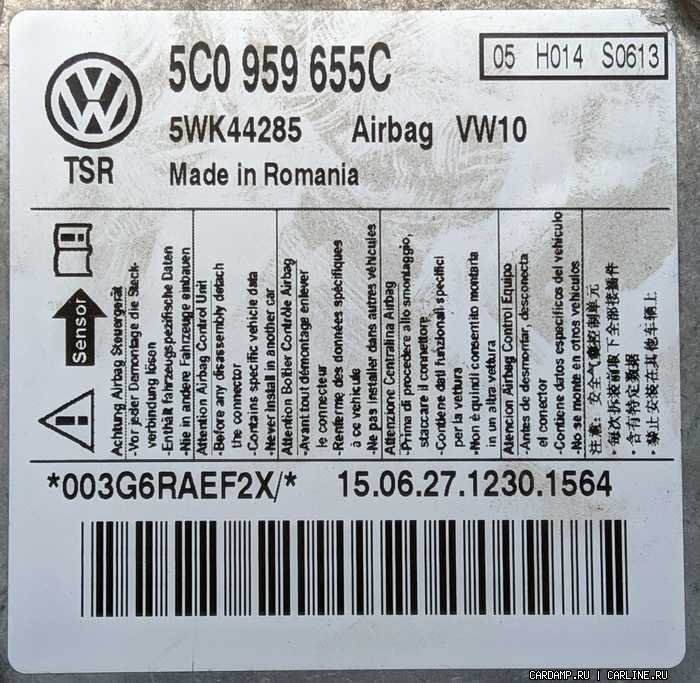 5C0 959 655C
05 H014 S0613
5WK44285 Airbag VW10
TSR
Made in Romania
Sensor
Achtung Airbag Steuergerät
-Vor jeder Demontage die Steck-
verbindung lösen
-Enthält fahrzeugspezifische Daten
-Nie in andere Fahrzeuge einbauen
Attention Airbag Control Unit
-Before any disassembly detach
the connector
-Contains specific vehicle data
-Never install in another car
Attention Boîtier Contrôle Airbag
-Avant tout démontage enlever
le connecteur
-Renferme des données spécifiques
à ce vehicule
-Ne pas installer dans autres véhicules
Attenzione Centralina Airbag
-Prima di procedere allo smontaggio,
staccare il connettore
-Contiene dati funzionali specifici
per la vettura
-Non è quindi consentito montarla
in un altra vettura
Atencion Airbag Control Equipo
-Antes de desmontar, desconecta
el conector
-Contiene datos especificos del vehiculo
-No se monte en otros vehiculos
注意: 安全气囊控制单元
• 每次拆装前取下全部接插件
• 含有特定数据
• 禁止安装在其他车辆上
*003G6RAEF2X/* 15.06.27.1230.1564
CARDAMP.RU | CARLINE.RU